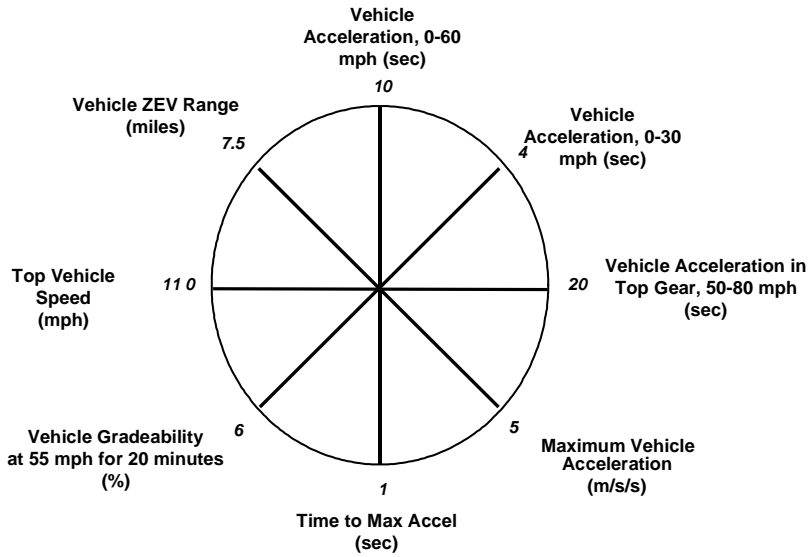 Vehicle
Acceleration, 0-60
mph (sec)
10
Vehicle ZEV Range
(miles)
7.5
Vehicle
Acceleration, 0-30
mph (sec)
4
Top Vehicle
Speed
(mph)
11 0
20
Vehicle Acceleration in
Top Gear, 50-80 mph
(sec)
Vehicle Gradeability
at 55 mph for 20 minutes
(%)
6
5
Maximum Vehicle
Acceleration
(m/s/s)
1
Time to Max Accel
(sec)